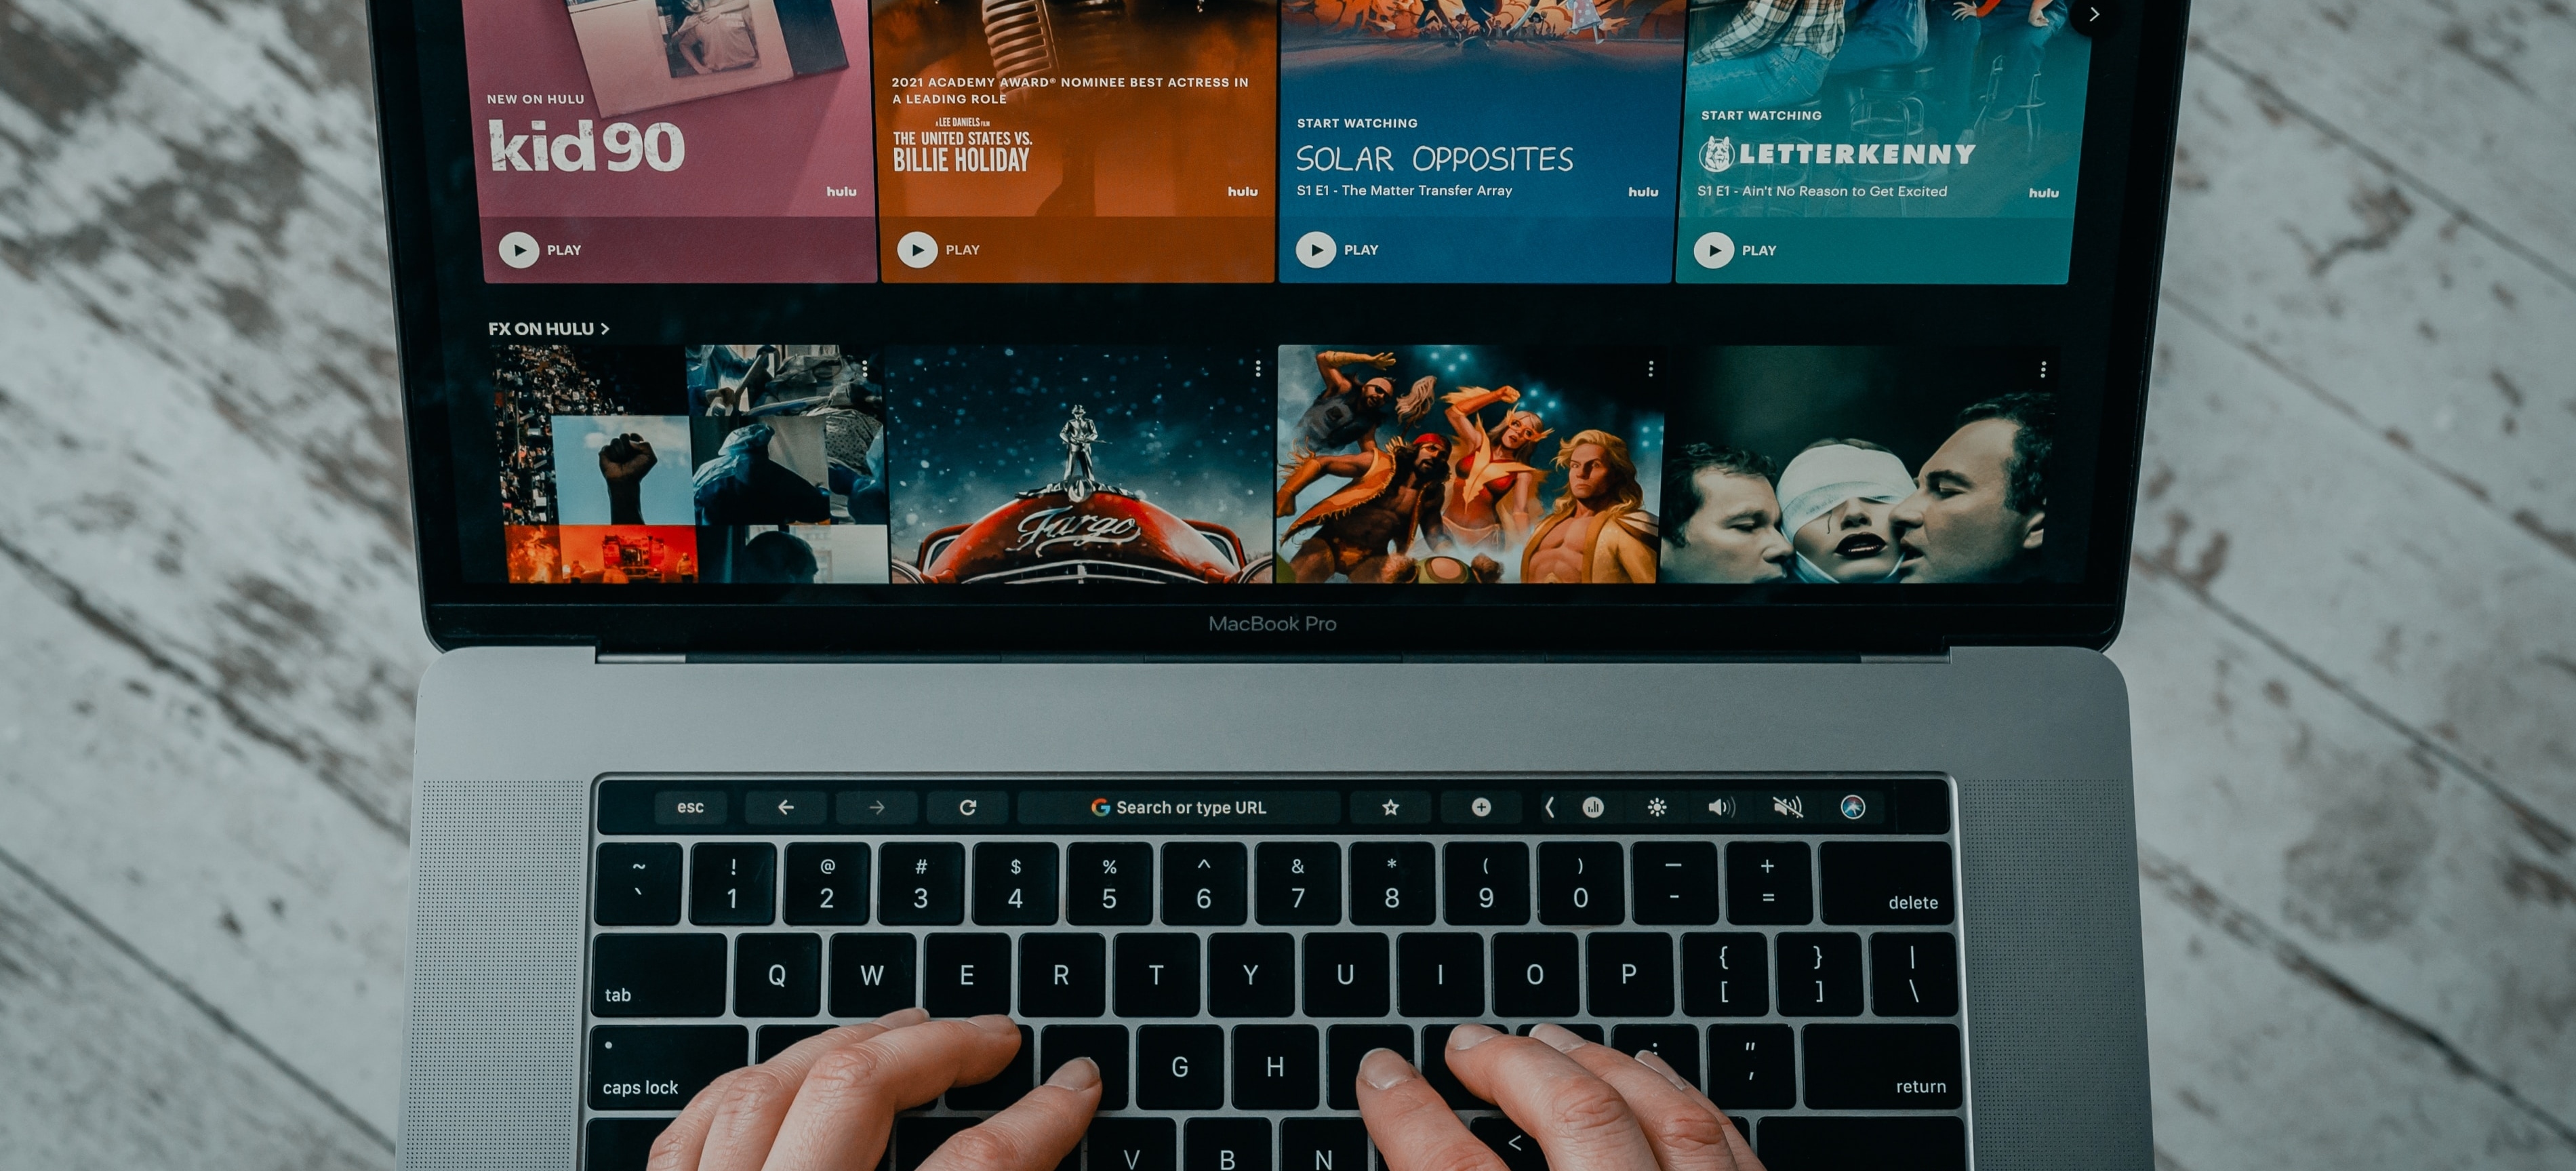 NEW ON HULU
kid90
hulu
PLAY
2021 ACADEMY AWARD® NOMINEE BEST ACTRESS IN
A LEADING ROLE
A LEE DANIELS FILM
THE UNITED STATES VS.
BILLIE HOLIDAY
hulu
PLAY
START WATCHING
SOLAR OPPOSITES
S1 E1 - The Matter Transfer Array
hulu
PLAY
START WATCHING
LETTERKENNY
S1 E1 - Ain't No Reason to Get Excited
hulu
PLAY
FX ON HULU >
Fargo
MacBook Pro
esc
G Search or type URL
~ ! @ # $ % ^ & * ( ) — +
` 1 2 3 4 5 6 7 8 9 0 - =
delete
tab
Q W E R T Y U I O P { } |
[ ] \
caps lock
G H : " '
return
V B N <